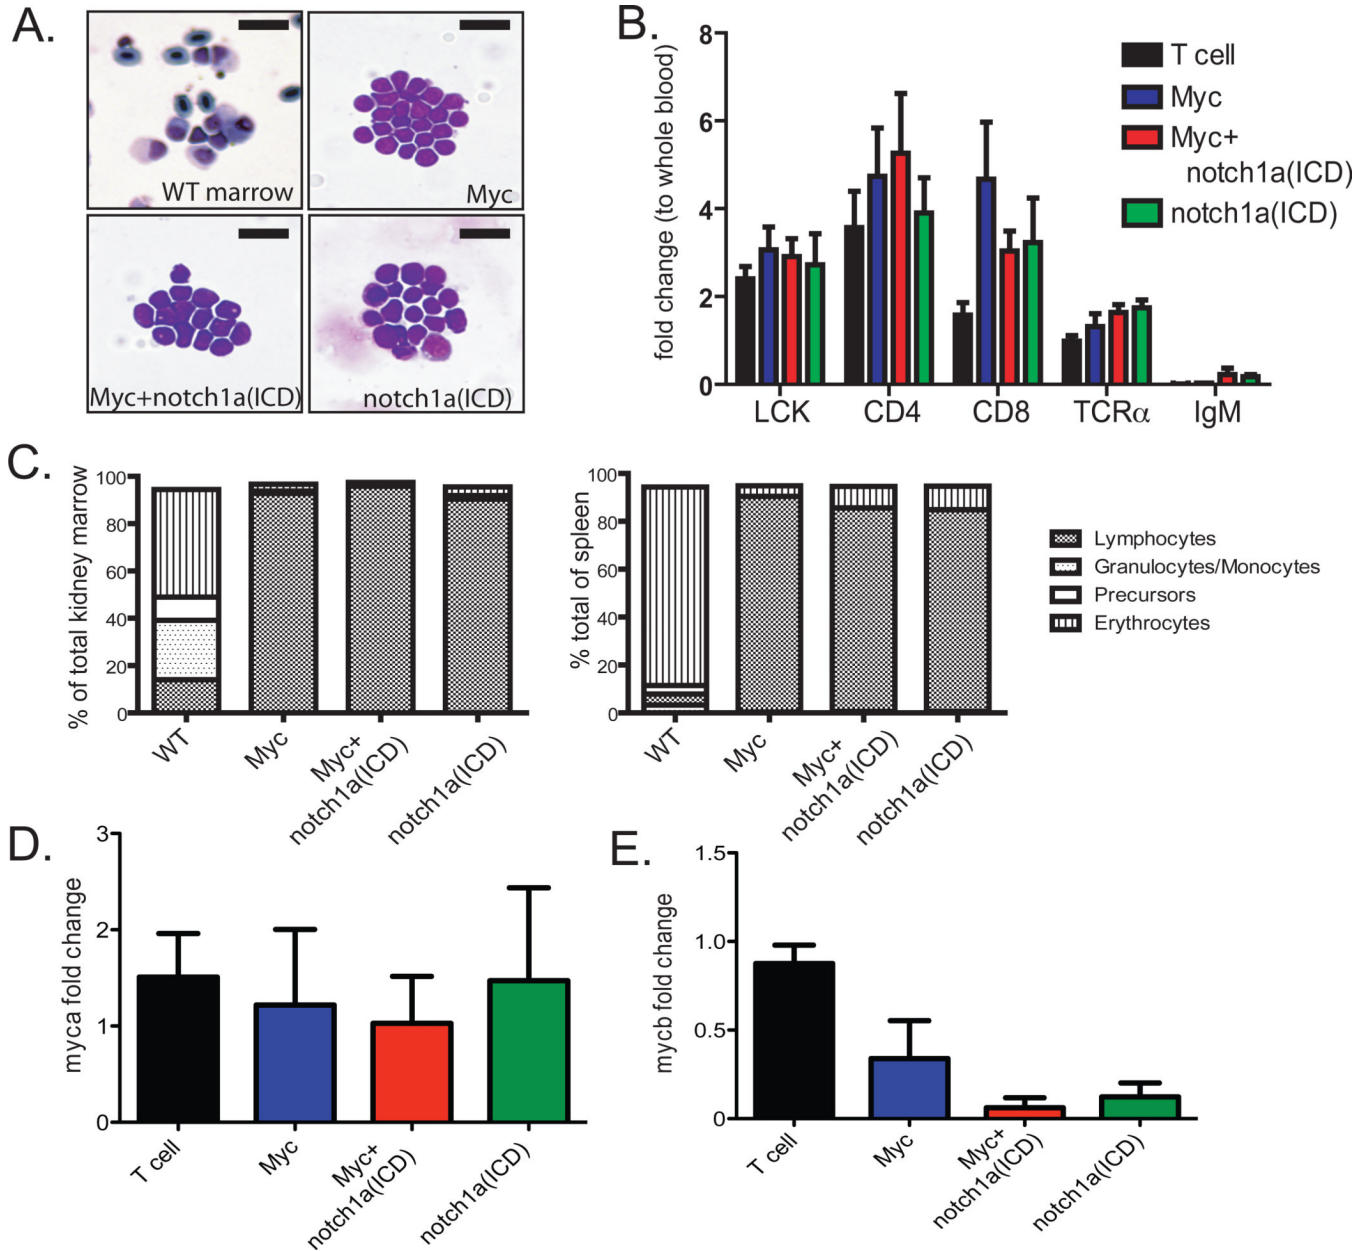 A.
WT marrow
Myc
Myc+notch1a(ICD)
notch1a(ICD)
B.
fold change (to whole blood)
8
6
4
2
0
LCK
CD4
CD8
TCRα
IgM
T cell
Myc
Myc+
notch1a(ICD)
notch1a(ICD)
C.
% of total kidney marrow
100
80
60
40
20
0
WT
Myc
Myc+
notch1a(ICD)
notch1a(ICD)
% total of spleen
100
80
60
40
20
0
WT
Myc
Myc+
notch1a(ICD)
notch1a(ICD)
Lymphocytes
Granulocytes/Monocytes
Precursors
Erythrocytes
D.
myca fold change
3
2
1
0
T cell
Myc
Myc+
notch1a(ICD)
notch1a(ICD)
E.
mycb fold change
1.5
1.0
0.5
0
T cell
Myc
Myc+
notch1a(ICD)
notch1a(ICD)